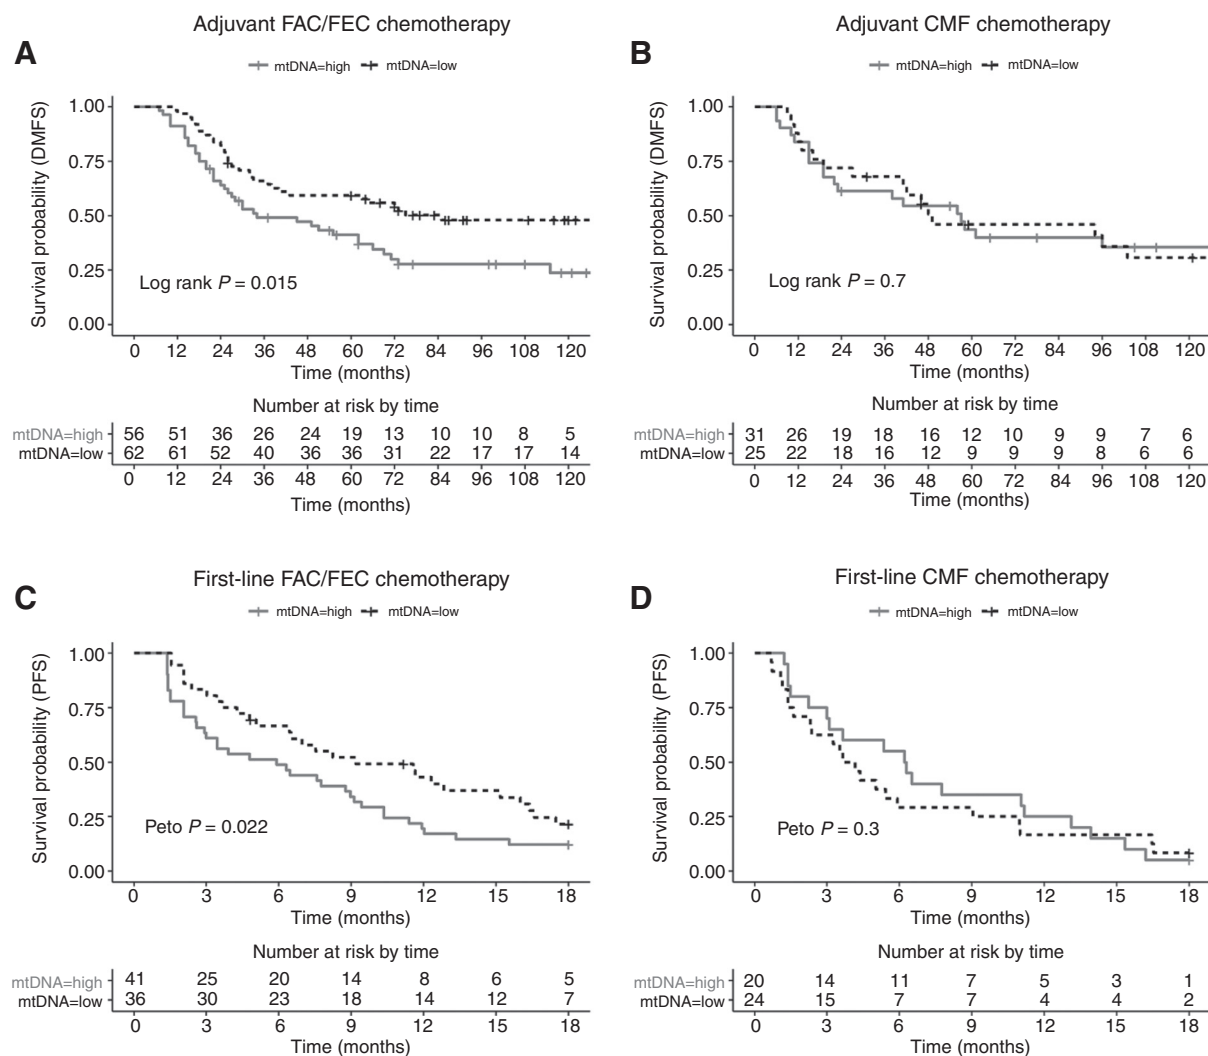 Adjuvant FAC/FEC chemotherapy
A
mtDNA=high mtDNA=low
Survival probability (DMFS)
1.00
0.75
0.50
0.25
0.00
Log rank P = 0.015
0 12 24 36 48 60 72 84 96 108 120
Time (months)
Number at risk by time
mtDNA=high 56 51 36 26 24 19 13 10 10 8 5
mtDNA=low 62 61 52 40 36 36 31 22 17 17 14
0 12 24 36 48 60 72 84 96 108 120
Time (months)
Adjuvant CMF chemotherapy
B
mtDNA=high mtDNA=low
Survival probability (DMFS)
1.00
0.75
0.50
0.25
0.00
Log rank P = 0.7
0 12 24 36 48 60 72 84 96 108 120
Time (months)
Number at risk by time
mtDNA=high 31 26 19 18 16 12 10 9 9 7 6
mtDNA=low 25 22 18 16 12 9 9 9 8 6 6
0 12 24 36 48 60 72 84 96 108 120
Time (months)
First-line FAC/FEC chemotherapy
C
mtDNA=high mtDNA=low
Survival probability (PFS)
1.00
0.75
0.50
0.25
0.00
Peto P = 0.022
0 3 6 9 12 15 18
Time (months)
Number at risk by time
mtDNA=high 41 25 20 14 8 6 5
mtDNA=low 36 30 23 18 14 12 7
0 3 6 9 12 15 18
Time (months)
First-line CMF chemotherapy
D
mtDNA=high mtDNA=low
Survival probability (PFS)
1.00
0.75
0.50
0.25
0.00
Peto P = 0.3
0 3 6 9 12 15 18
Time (months)
Number at risk by time
mtDNA=high 20 14 11 7 5 3 1
mtDNA=low 24 15 7 7 4 4 2
0 3 6 9 12 15 18
Time (months)